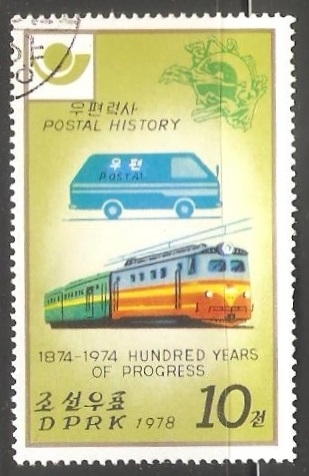 우편력사
POSTAL HISTORY
우편
POSTAL
1874-1974 HUNDRED YEARS
OF PROGRESS
조선우표
DPRK 1978 10전